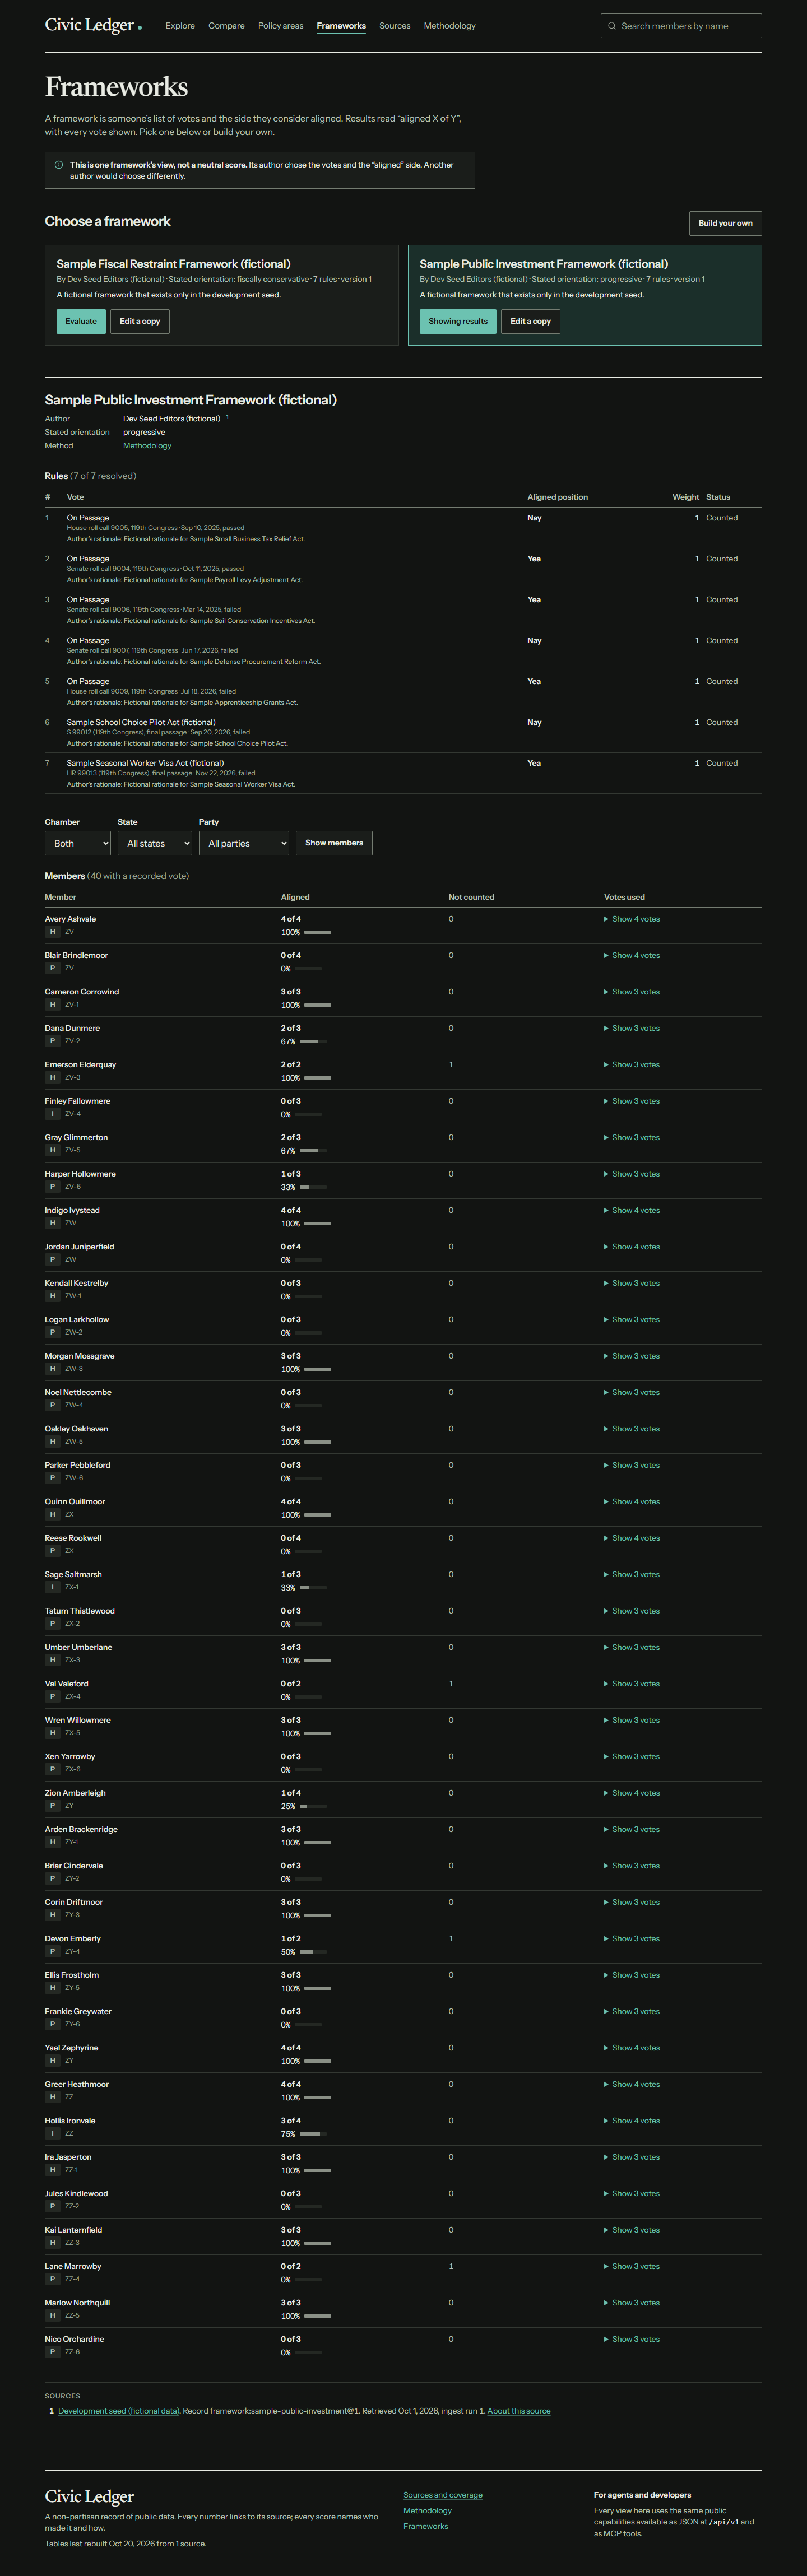 Civic Ledger
Explore Compare Policy areas Frameworks Sources Methodology
Search members by name
Frameworks
A framework is someone's list of votes and the side they consider aligned. Results read “aligned X of Y”,
with every vote shown. Pick one below or build your own.
This is one framework's view, not a neutral score. Its author chose the votes and the “aligned” side. Another
author would choose differently.
Choose a framework
Build your own
Sample Fiscal Restraint Framework (fictional)
By Dev Seed Editors (fictional) · Stated orientation: fiscally conservative · 7 rules · version 1
A fictional framework that exists only in the development seed.
Evaluate Edit a copy
Sample Public Investment Framework (fictional)
By Dev Seed Editors (fictional) · Stated orientation: progressive · 7 rules · version 1
A fictional framework that exists only in the development seed.
Showing results Edit a copy
Sample Public Investment Framework (fictional)
Author Dev Seed Editors (fictional) 1
Stated orientation progressive
Method Methodology
Rules (7 of 7 resolved)
# Vote Aligned position Weight Status
1 On Passage Nay 1 Counted
House roll call 9005, 119th Congress · Sep 10, 2025, passed
Author's rationale: Fictional rationale for Sample Small Business Tax Relief Act.
2 On Passage Yea 1 Counted
Senate roll call 9004, 119th Congress · Oct 11, 2025, passed
Author's rationale: Fictional rationale for Sample Payroll Levy Adjustment Act.
3 On Passage Yea 1 Counted
Senate roll call 9006, 119th Congress · Mar 14, 2025, failed
Author's rationale: Fictional rationale for Sample Soil Conservation Incentives Act.
4 On Passage Nay 1 Counted
Senate roll call 9007, 119th Congress · Jun 17, 2026, failed
Author's rationale: Fictional rationale for Sample Defense Procurement Reform Act.
5 On Passage Yea 1 Counted
House roll call 9009, 119th Congress · Jul 18, 2026, failed
Author's rationale: Fictional rationale for Sample Apprenticeship Grants Act.
6 Sample School Choice Pilot Act (fictional) Nay 1 Counted
S 99012 (119th Congress), final passage · Sep 20, 2026, failed
Author's rationale: Fictional rationale for Sample School Choice Pilot Act.
7 Sample Seasonal Worker Visa Act (fictional) Yea 1 Counted
HR 99013 (119th Congress), final passage · Nov 22, 2026, failed
Author's rationale: Fictional rationale for Sample Seasonal Worker Visa Act.
Chamber State Party
Both All states All parties Show members
Members (40 with a recorded vote)
Member Aligned Not counted Votes used
Avery Ashvale 4 of 4 0 Show 4 votes
H ZV 100%
Blair Brindlemoor 0 of 4 0 Show 4 votes
P ZV 0%
Cameron Corrowind 3 of 3 0 Show 3 votes
H ZV-1 100%
Dana Dunmere 2 of 3 0 Show 3 votes
P ZV-2 67%
Emerson Elderquay 2 of 2 1 Show 3 votes
H ZV-3 100%
Finley Fallowmere 0 of 3 0 Show 3 votes
I ZV-4 0%
Gray Glimmerton 2 of 3 0 Show 3 votes
H ZV-5 67%
Harper Hollowmere 1 of 3 0 Show 3 votes
P ZV-6 33%
Indigo Ivystead 4 of 4 0 Show 4 votes
H ZW 100%
Jordan Juniperfield 0 of 4 0 Show 4 votes
P ZW 0%
Kendall Kestrelby 0 of 3 0 Show 3 votes
H ZW-1 0%
Logan Larkhollow 0 of 3 0 Show 3 votes
P ZW-2 0%
Morgan Mossgrave 3 of 3 0 Show 3 votes
H ZW-3 100%
Noel Nettlecombe 0 of 3 0 Show 3 votes
P ZW-4 0%
Oakley Oakhaven 3 of 3 0 Show 3 votes
H ZW-5 100%
Parker Pebbleford 0 of 3 0 Show 3 votes
P ZW-6 0%
Quinn Quillmoor 4 of 4 0 Show 4 votes
H ZX 100%
Reese Rookwell 0 of 4 0 Show 4 votes
P ZX 0%
Sage Saltmarsh 1 of 3 0 Show 3 votes
I ZX-1 33%
Tatum Thistlewood 0 of 3 0 Show 3 votes
P ZX-2 0%
Umber Umberlane 3 of 3 0 Show 3 votes
H ZX-3 100%
Val Valeford 0 of 2 1 Show 3 votes
P ZX-4 0%
Wren Willowmere 3 of 3 0 Show 3 votes
H ZX-5 100%
Xen Yarrowby 0 of 3 0 Show 3 votes
P ZX-6 0%
Zion Amberleigh 1 of 4 0 Show 4 votes
P ZY 25%
Arden Brackenridge 3 of 3 0 Show 3 votes
H ZY-1 100%
Briar Cindervale 0 of 3 0 Show 3 votes
P ZY-2 0%
Corin Driftmoor 3 of 3 0 Show 3 votes
H ZY-3 100%
Devon Emberly 1 of 2 1 Show 3 votes
P ZY-4 50%
Ellis Frostholm 3 of 3 0 Show 3 votes
H ZY-5 100%
Frankie Greywater 0 of 3 0 Show 3 votes
P ZY-6 0%
Yael Zephyrine 4 of 4 0 Show 4 votes
H ZY 100%
Greer Heathmoor 4 of 4 0 Show 4 votes
H ZZ 100%
Hollis Ironvale 3 of 4 0 Show 4 votes
I ZZ 75%
Ira Jasperton 3 of 3 0 Show 3 votes
H ZZ-1 100%
Jules Kindlewood 0 of 3 0 Show 3 votes
P ZZ-2 0%
Kai Lanternfield 3 of 3 0 Show 3 votes
H ZZ-3 100%
Lane Marrowby 0 of 2 1 Show 3 votes
P ZZ-4 0%
Marlow Northquill 3 of 3 0 Show 3 votes
H ZZ-5 100%
Nico Orchardine 0 of 3 0 Show 3 votes
P ZZ-6 0%
SOURCES
1 Development seed (fictional data). Record framework:sample-public-investment@1. Retrieved Oct 1, 2026, ingest run 1. About this source
Civic Ledger
A non-partisan record of public data. Every number links to its source; every score names who
made it and how.
Tables last rebuilt Oct 20, 2026 from 1 source.
Sources and coverage
Methodology
Frameworks
For agents and developers
Every view here uses the same public
capabilities available as JSON at /api/v1 and
as MCP tools.